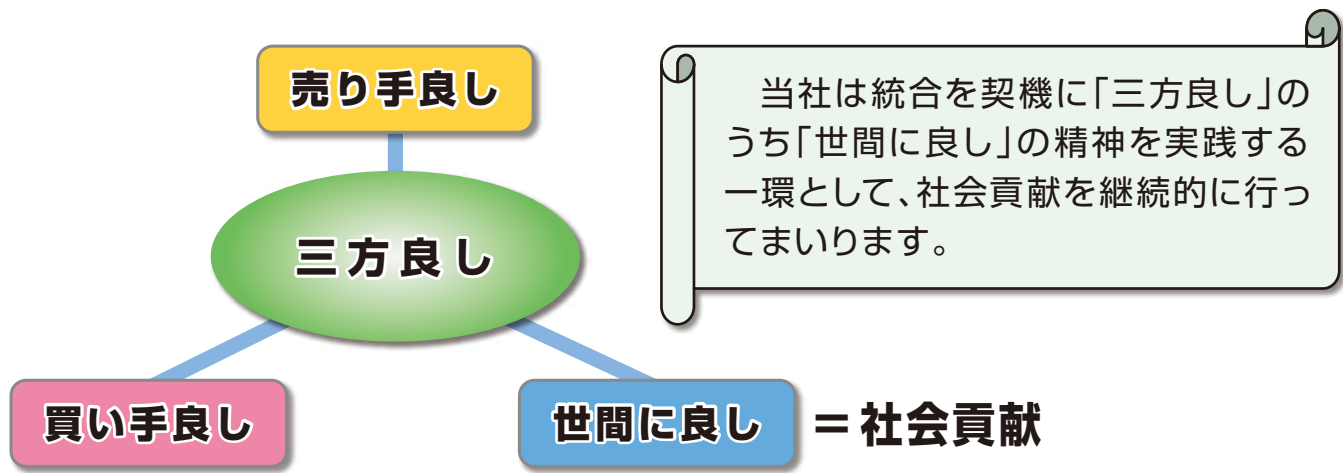 売り手良し
三方良し
買い手良し
世間に良し
＝社会貢献
当社は統合を契機に「三方良し」の
うち「世間に良し」の精神を実践する
一環として、社会貢献を継続的に行っ
てまいります。